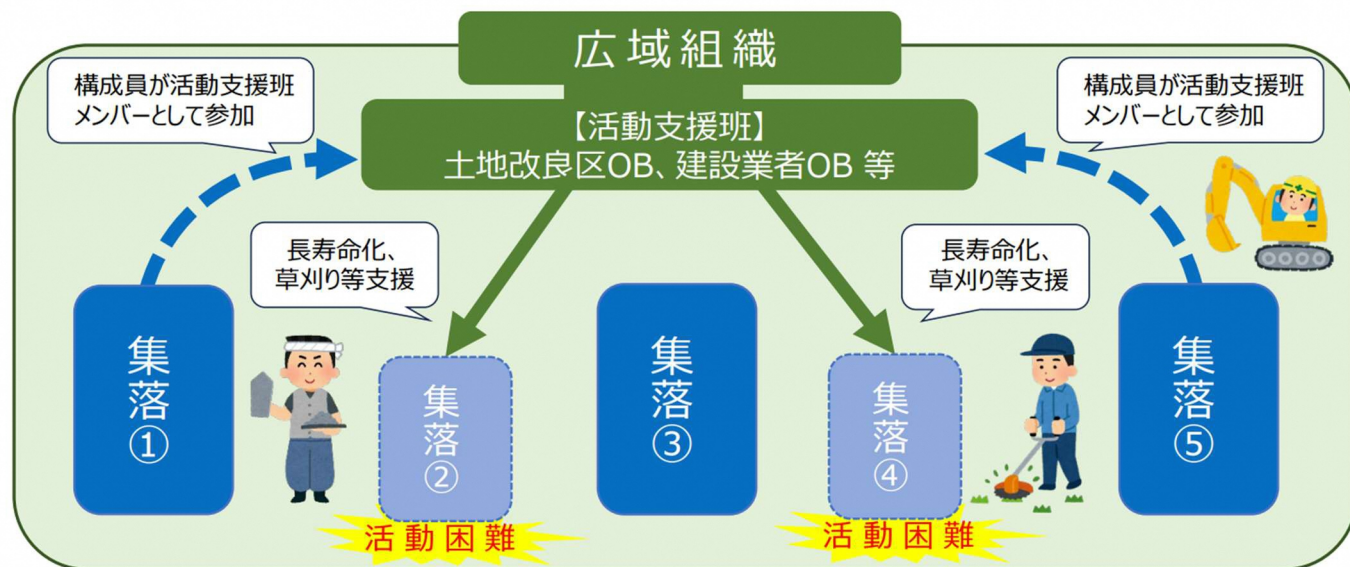 広域組織
構成員が活動支援班
メンバーとして参加
【活動支援班】
土地改良区OB、建設業者OB 等
構成員が活動支援班
メンバーとして参加
長寿命化、
草刈り等支援
長寿命化、
草刈り等支援
集落①
集落②
集落③
集落④
集落⑤
活動困難
活動困難